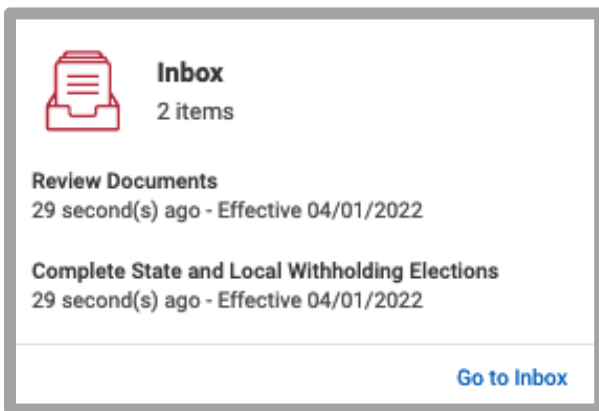 Inbox
2 items
Review Documents
29 second(s) ago - Effective 04/01/2022
Complete State and Local Withholding Elections
29 second(s) ago - Effective 04/01/2022
Go to Inbox